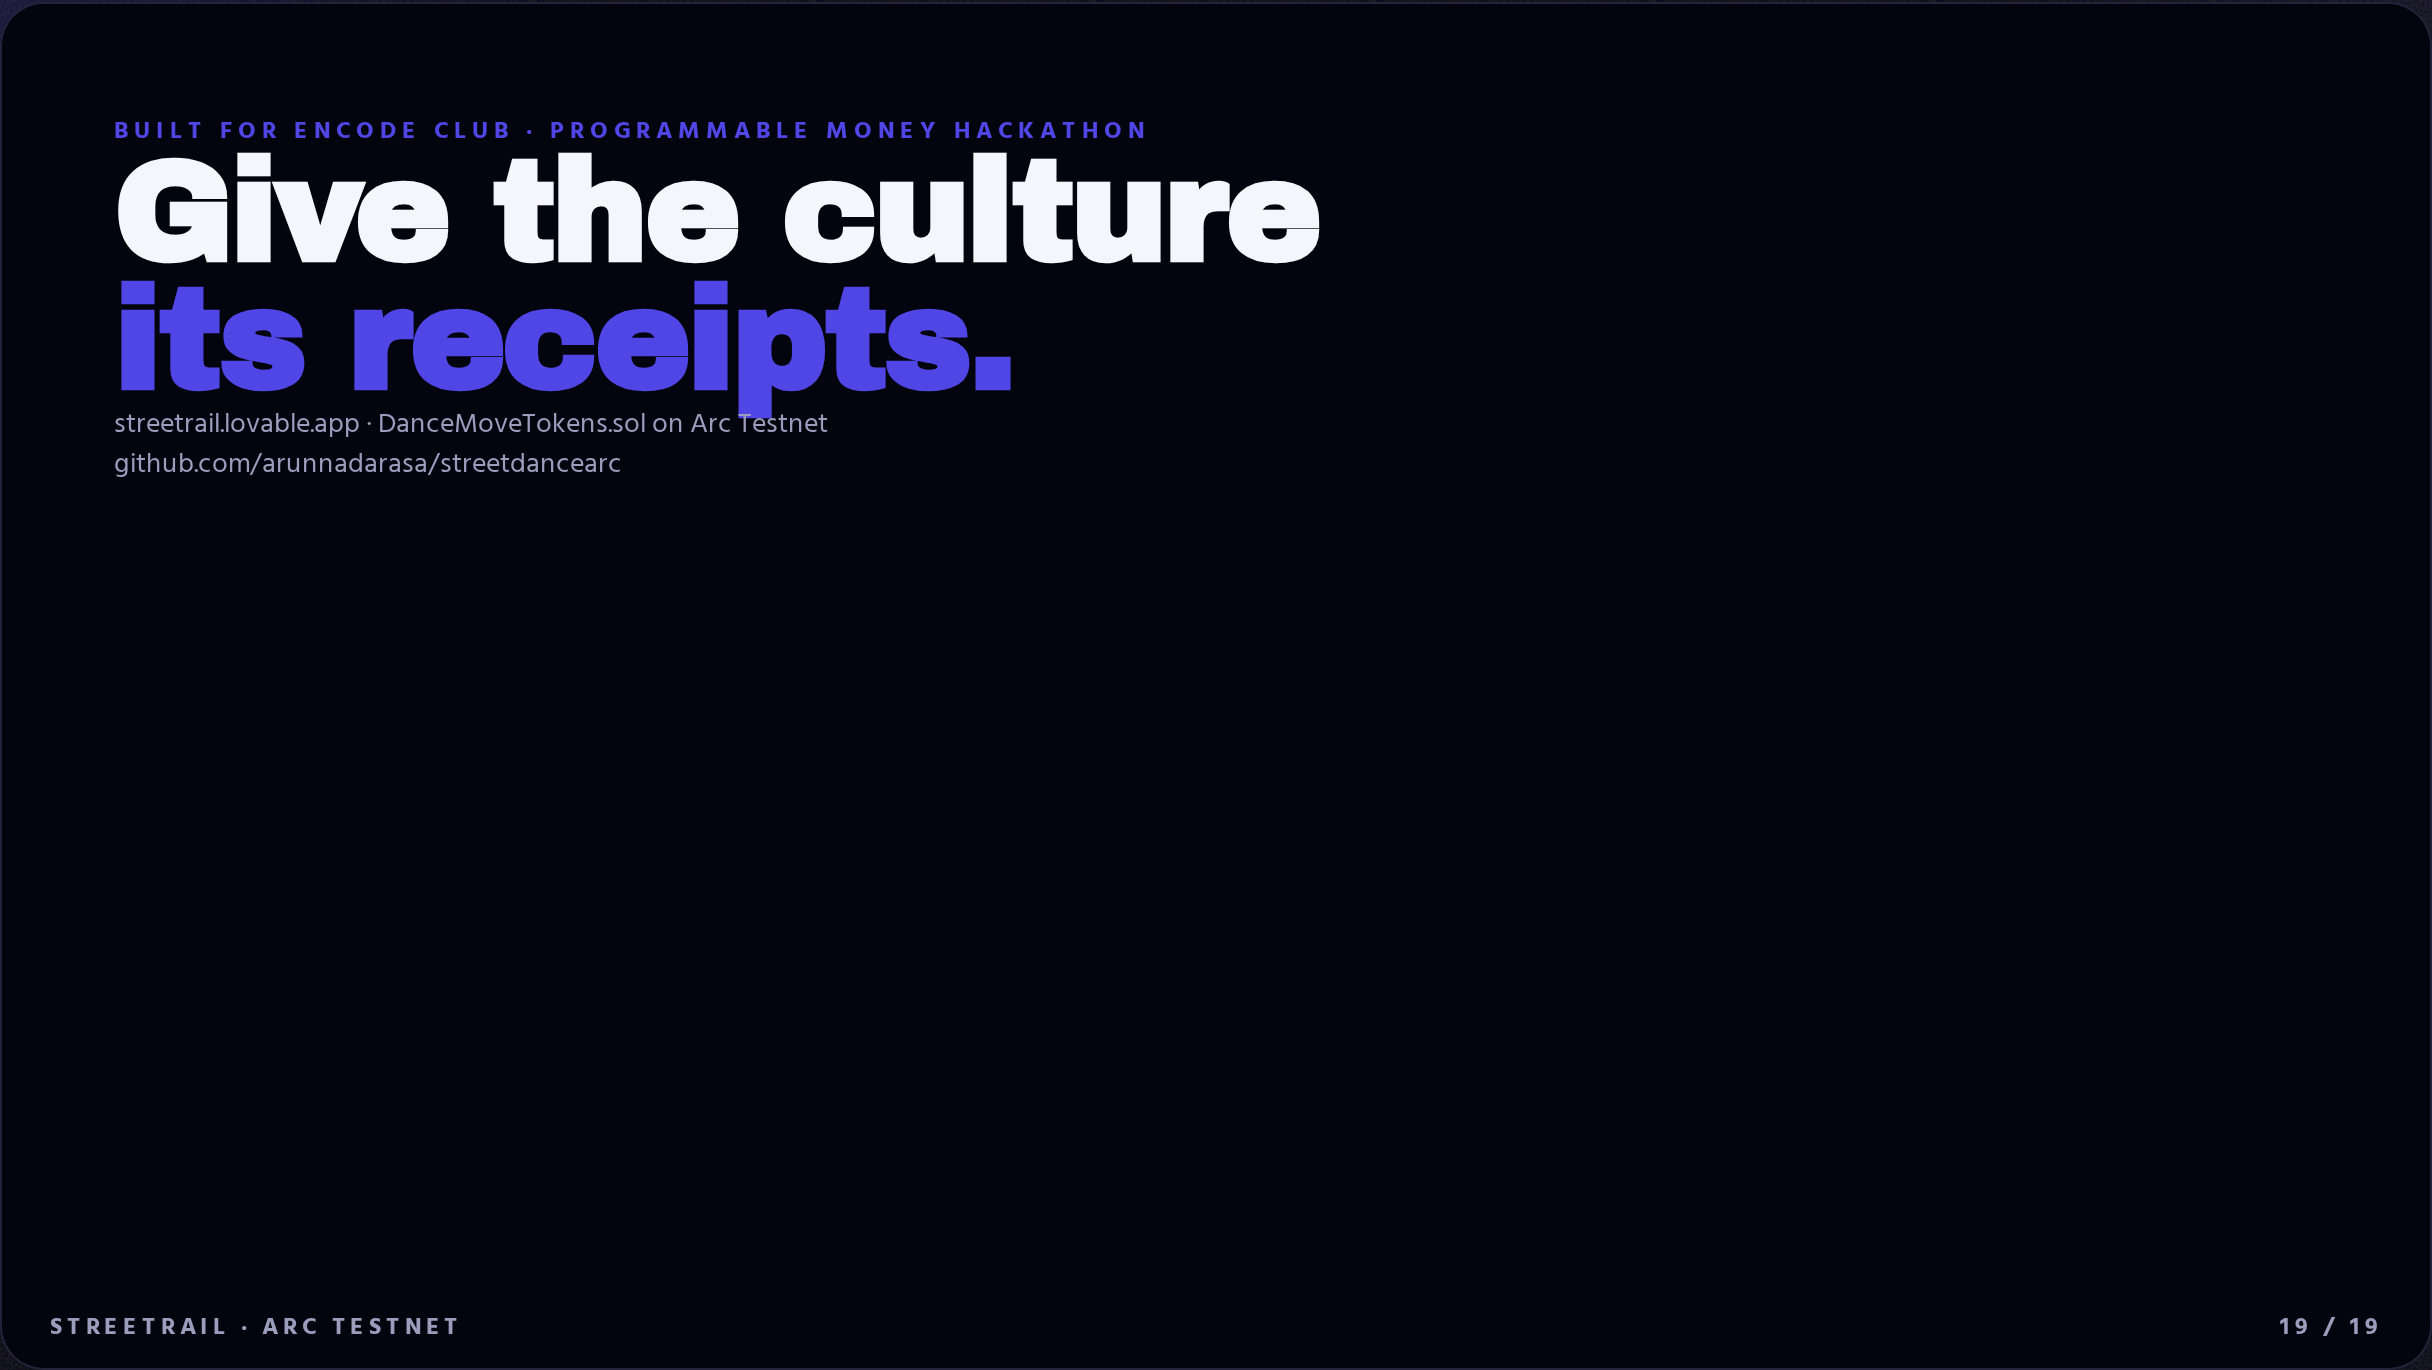 BUILT FOR ENCODE CLUB · PROGRAMMABLE MONEY HACKATHON
Give the culture
its receipts.
streetrail.lovable.app · DanceMoveTokens.sol on Arc Testnet
github.com/arunnadarasa/streetdancearc
STREETRAIL · ARC TESTNET
19 / 19